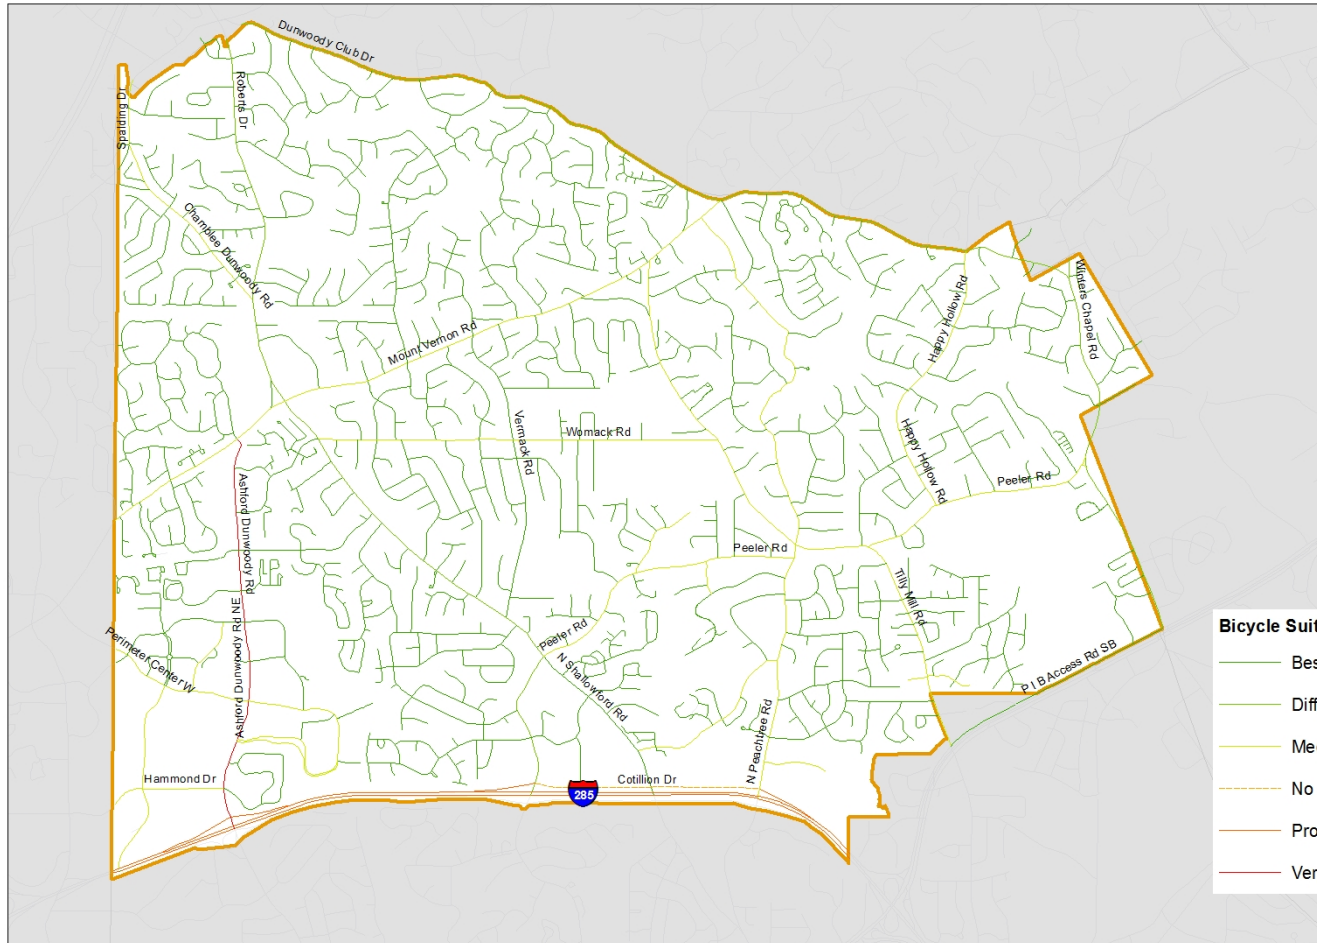 Dunwoody Club Dr
Roberts Dr
Spalding Dr
Chamblee Dunwoody Rd
Winters Chapel Rd
Happy Hollow Rd
Mount Vernon Rd
Vermack Rd
Womack Rd
Happy Hollow Rd
Peeler Rd
Ashford Dunwoody Rd
Peeler Rd
Tilly Mill Rd
Ashford Dunwoody Rd NE
Perimeter Center W
Peeler Rd
N Shallowford Rd
P I B Access Rd SB
N Peachtree Rd
Hammond Dr
Cotillion Dr
285
Bicycle Suit
Bes
Diff
Me
No
Pro
Ver